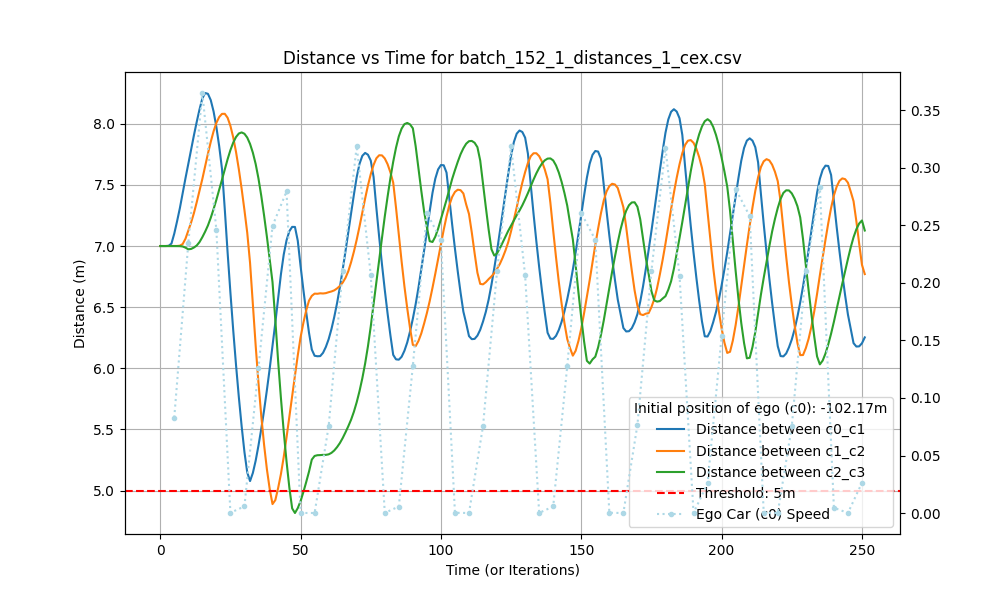 Distance vs Time for batch_152_1_distances_1_cex.csv
Distance (m)
8.0
7.5
7.0
6.5
6.0
5.5
5.0
0.35
0.30
0.25
0.20
0.15
0.10
0.05
0.00
Initial position of ego (c0): -102.17m
Distance between c0_c1
Distance between c1_c2
Distance between c2_c3
Threshold: 5m
Ego Car (c0) Speed
0
50
100
150
200
250
Time (or Iterations)